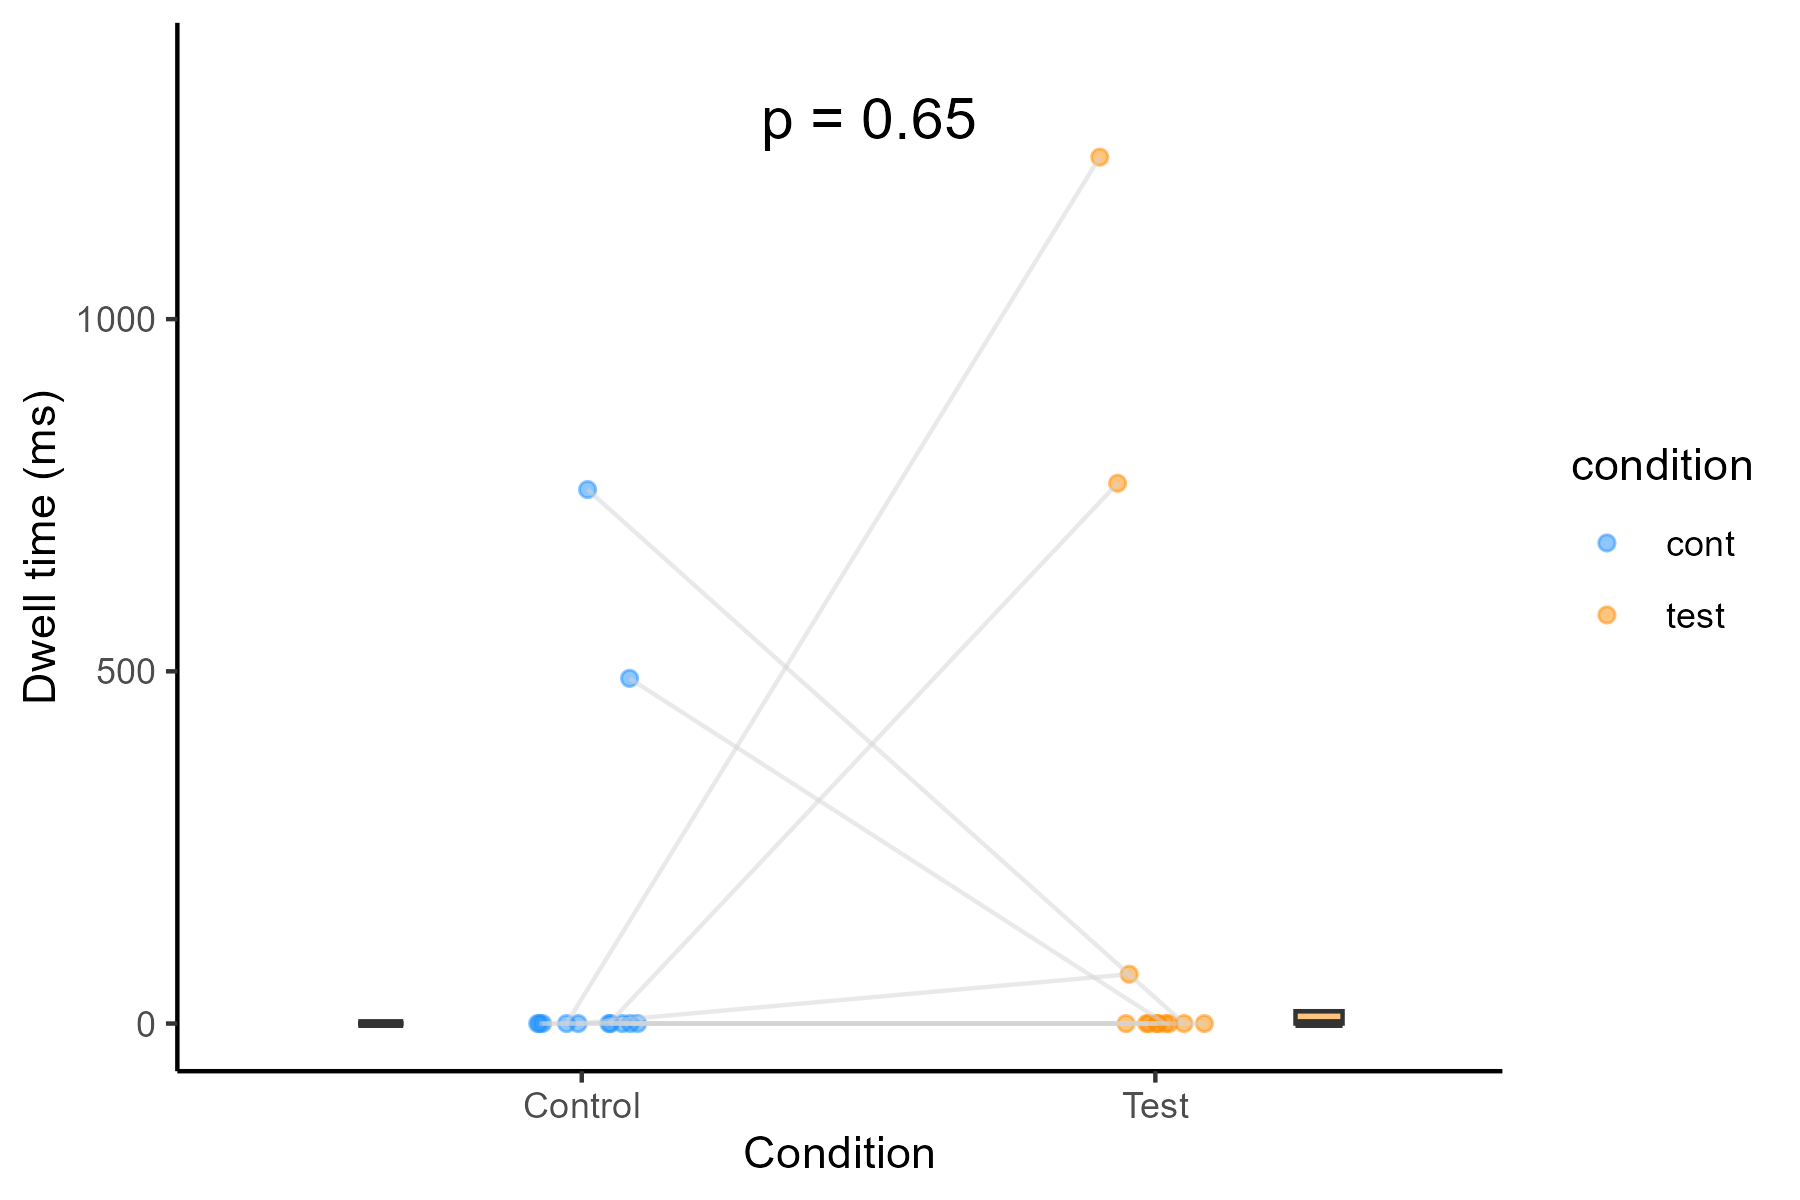 p = 0.65
1000
500
0
Dwell time (ms)
Control
Test
Condition
condition
cont
test